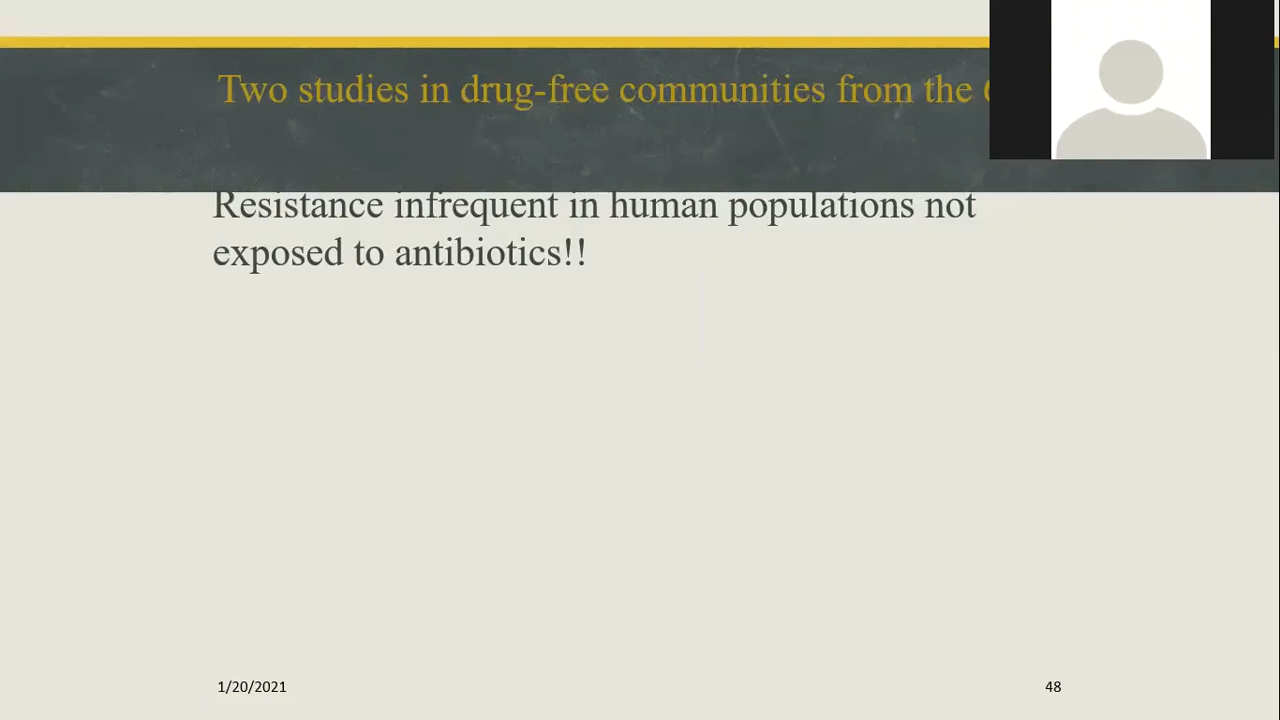 Two studies in drug-free communities from the
Resistance infrequent in human populations not
exposed to antibiotics!!
1/20/2021
48